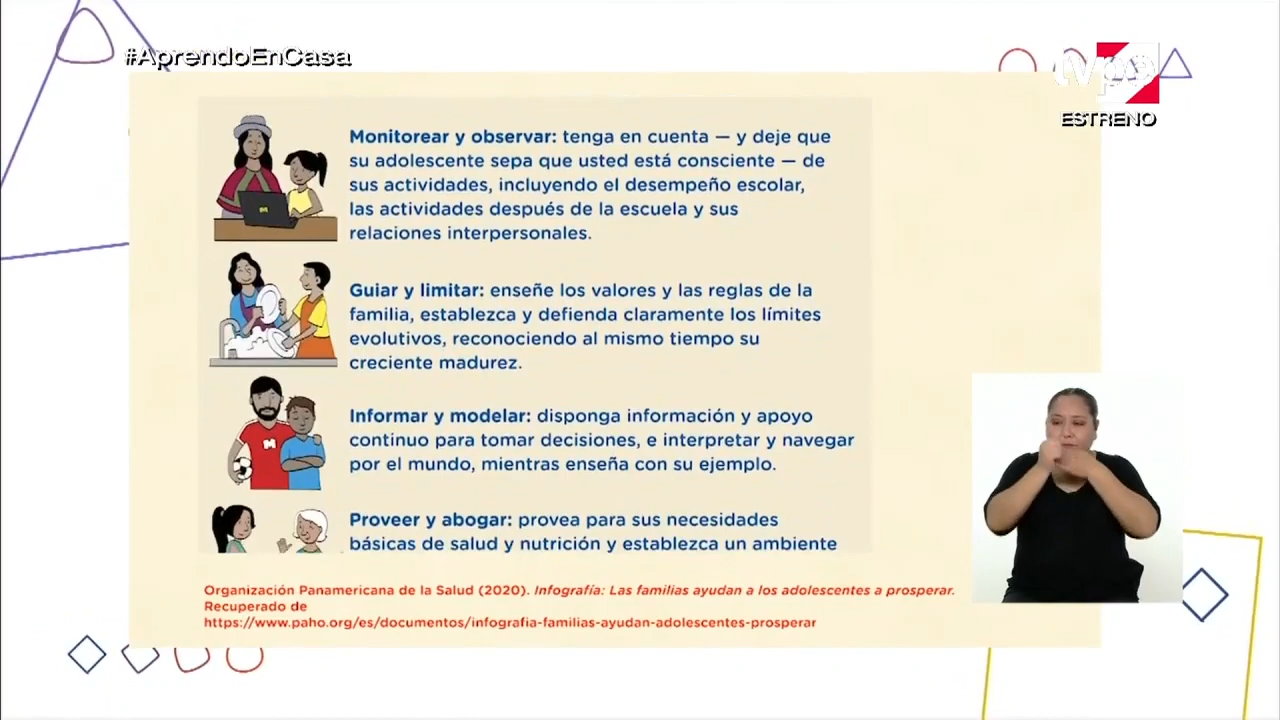 #AprendoEnCasa
tvpe
ESTRENO
Monitorear y observar: tenga en cuenta — y deje que
su adolescente sepa que usted está consciente — de
sus actividades, incluyendo el desempeño escolar,
las actividades después de la escuela y sus
relaciones interpersonales.
Guiar y limitar: enseñe los valores y las reglas de la
familia, establezca y defienda claramente los límites
evolutivos, reconociendo al mismo tiempo su
creciente madurez.
Informar y modelar: disponga información y apoyo
continuo para tomar decisiones, e interpretar y navegar
por el mundo, mientras enseña con su ejemplo.
Proveer y abogar: provea para sus necesidades
básicas de salud y nutrición y establezca un ambiente
Organización Panamericana de la Salud (2020). Infografía: Las familias ayudan a los adolescentes a prosperar.
Recuperado de
https://www.paho.org/es/documentos/infografia-familias-ayudan-adolescentes-prosperar